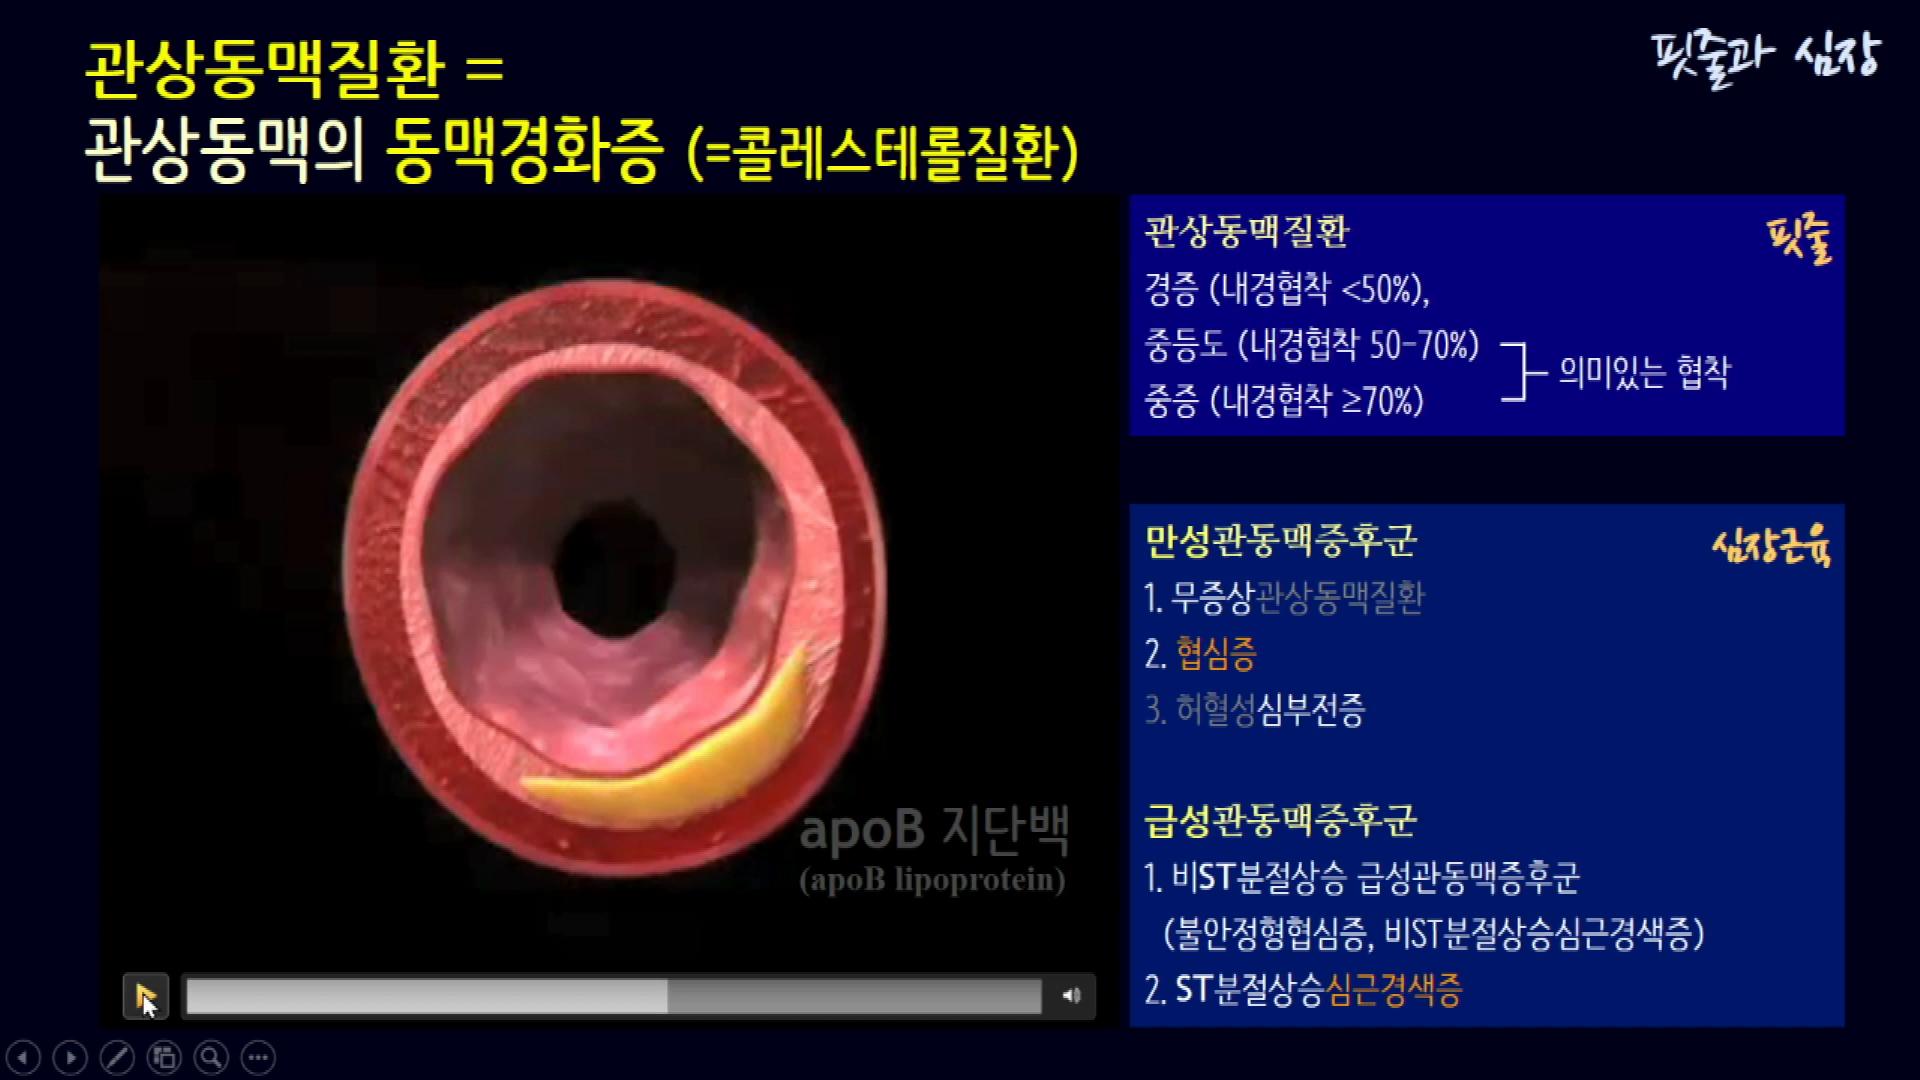 관상동맥질환 =
관상동맥의 동맥경화증 (=콜레스테롤질환)
핏줄과 심장
apoB 지단백
(apoB lipoprotein)
관상동맥질환
핏줄
경증 (내경협착 <50%),
중등도 (내경협착 50-70%)
중증 (내경협착 ≥70%)
의미있는 협착
만성관동맥증후군
심장근육
1. 무증상관상동맥질환
2. 협심증
3. 허혈성심부전증
급성관동맥증후군
1. 비ST분절상승 급성관동맥증후군
(불안정형협심증, 비ST분절상승심근경색증)
2. ST분절상승심근경색증